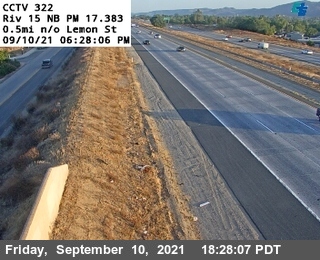 CCTV 322
Riv 15 NB PM 17.383
0.5mi n/o Lemon St
09/10/21 06:28:06 PM
Friday, September 10, 2021 18:28:07 PDT